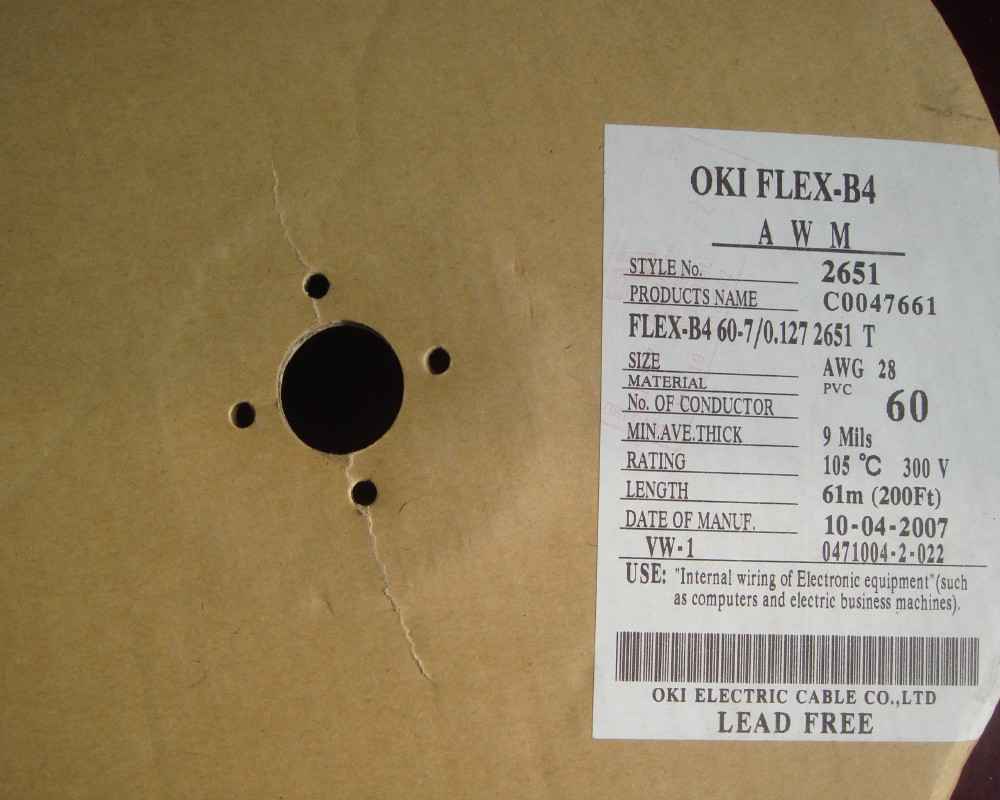 OKI FLEX-B4
A W M
STYLE No. 2651
PRODUCTS NAME C0047661
FLEX-B4 60-7/0.127 2651 T
SIZE AWG 28
MATERIAL PVC
No. OF CONDUCTOR 60
MIN.AVE.THICK 9 Mils
RATING 105 ℃ 300 V
LENGTH 61m (200Ft)
DATE OF MANUF. 10-04-2007
VW-1 0471004-2-022
USE: "Internal wiring of Electronic equipment"(such
as computers and electric business machines).
OKI ELECTRIC CABLE CO.,LTD
LEAD FREE